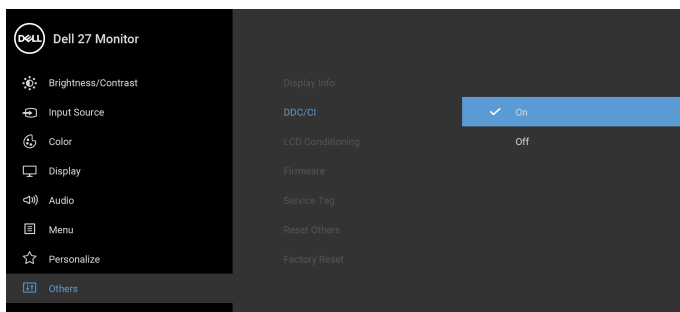 DELL Dell 27 Monitor
Brightness/Contrast
Display Info
Input Source
DDC/CI
On
Color
LCD Conditioning
Off
Display
Firmware
Audio
Service Tag
Menu
Reset Others
Personalize
Factory Reset
Others